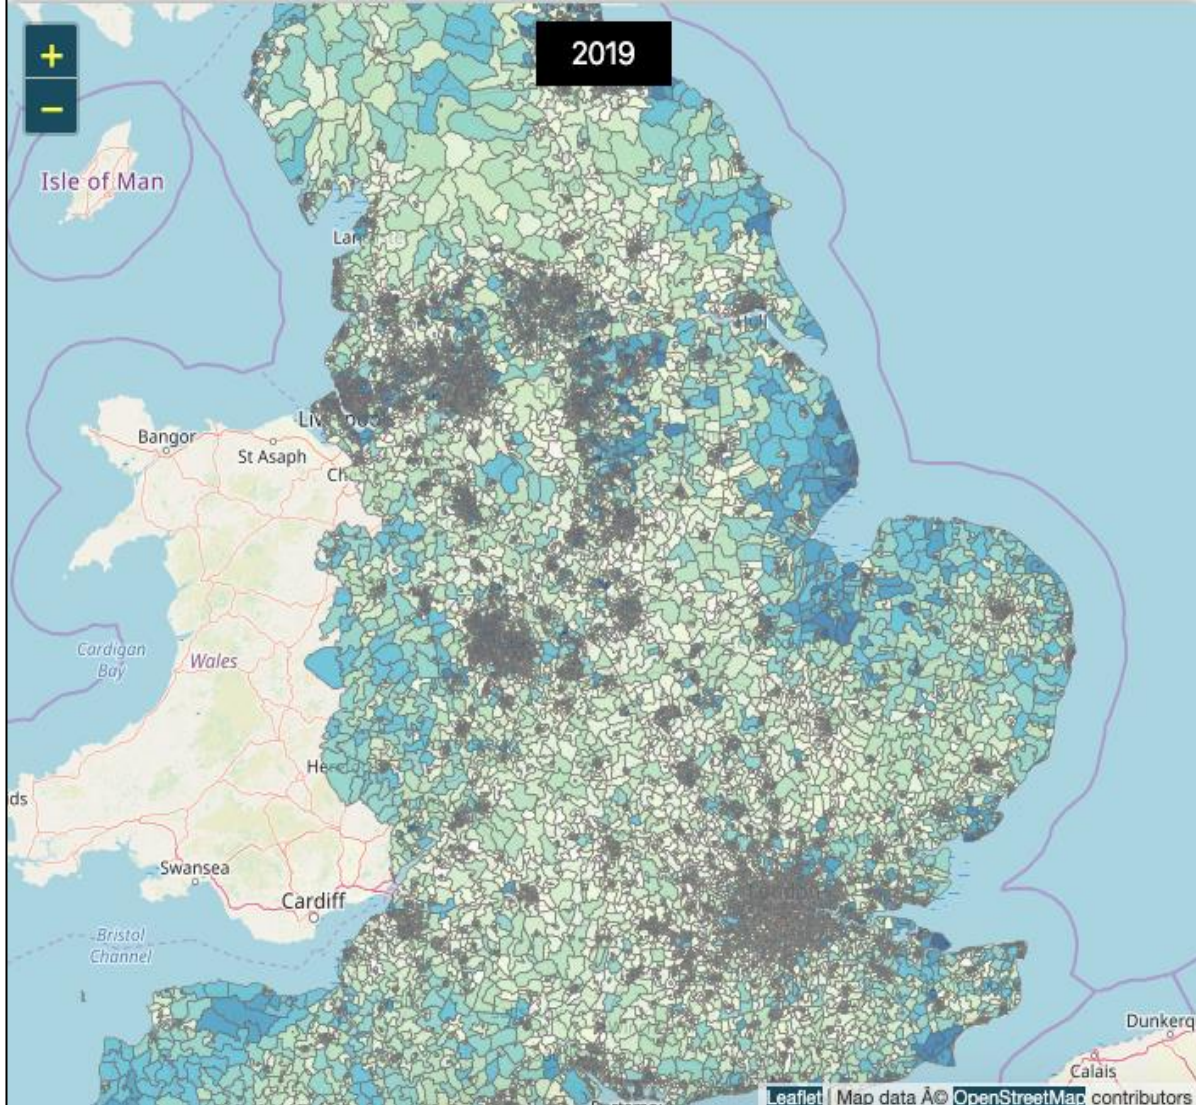 +
2019
−
Isle of Man
Bangor
St Asaph
Cardigan
Bay
Wales
ds
Swansea
Cardiff
Bristol
Channel
Dunkerq
Calais
Leaflet | Map data Â© OpenStreetMap contributors